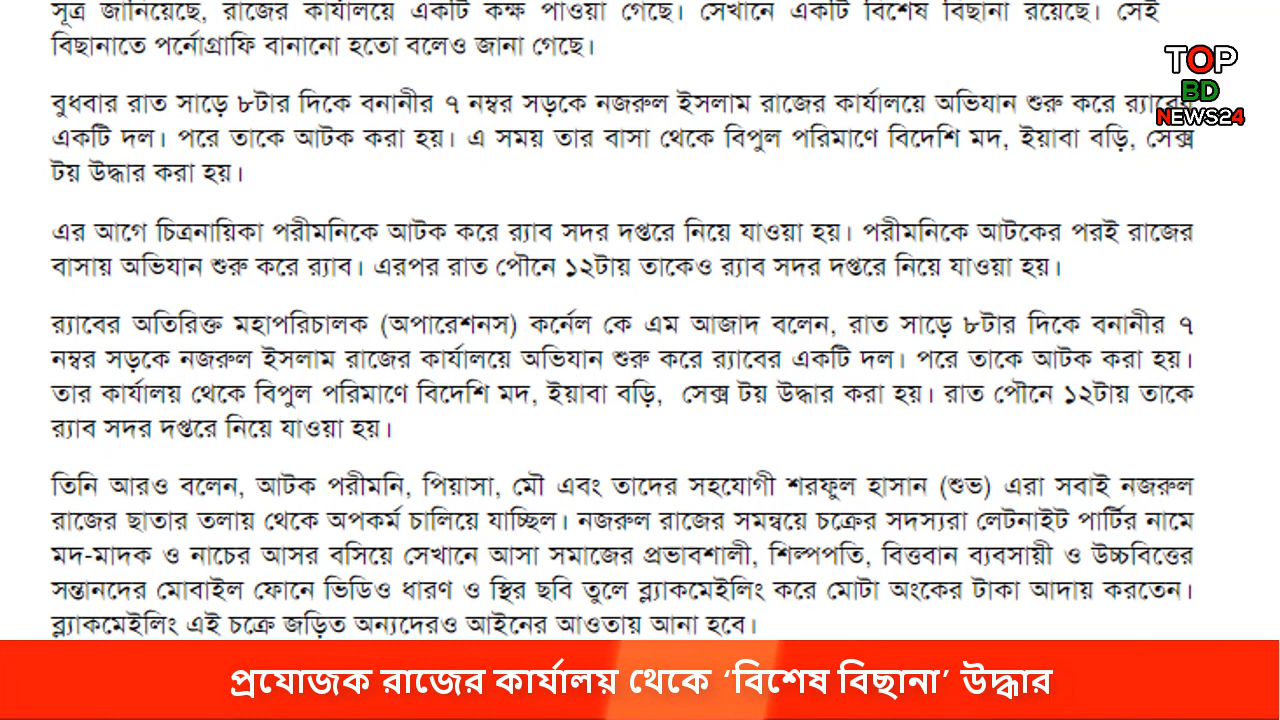 সূত্র জানিয়েছে, রাজের কার্যালয়ে একটি কক্ষ পাওয়া গেছে। সেখানে একটি বিশেষ বিছানা রয়েছে। সেই
বিছানাতে পর্নোগ্রাফি বানানো হতো বলেও জানা গেছে।
বুধবার রাত সাড়ে ৮টার দিকে বনানীর ৭ নম্বর সড়কে নজরুল ইসলাম রাজের কার্যালয়ে অভিযান শুরু করে র‍্যাবের
একটি দল। পরে তাকে আটক করা হয়। এ সময় তার বাসা থেকে বিপুল পরিমাণে বিদেশি মদ, ইয়াবা বড়ি, সেক্স
টয় উদ্ধার করা হয়।
এর আগে চিত্রনায়িকা পরীমনিকে আটক করে র‍্যাব সদর দপ্তরে নিয়ে যাওয়া হয়। পরীমনিকে আটকের পরই রাজের
বাসায় অভিযান শুরু করে র‍্যাব। এরপর রাত পৌনে ১২টায় তাকেও র‍্যাব সদর দপ্তরে নিয়ে যাওয়া হয়।
র‍্যাবের অতিরিক্ত মহাপরিচালক (অপারেশনস) কর্নেল কে এম আজাদ বলেন, রাত সাড়ে ৮টার দিকে বনানীর ৭
নম্বর সড়কে নজরুল ইসলাম রাজের কার্যালয়ে অভিযান শুরু করে র‍্যাবের একটি দল। পরে তাকে আটক করা হয়।
তার কার্যালয় থেকে বিপুল পরিমাণে বিদেশি মদ, ইয়াবা বড়ি, সেক্স টয় উদ্ধার করা হয়। রাত পৌনে ১২টায় তাকে
র‍্যাব সদর দপ্তরে নিয়ে যাওয়া হয়।
তিনি আরও বলেন, আটক পরীমনি, পিয়াসা, মৌ এবং তাদের সহযোগী শরফুল হাসান (শুভ) এরা সবাই নজরুল
রাজের ছাতার তলায় থেকে অপকর্ম চালিয়ে যাচ্ছিল। নজরুল রাজের সমন্বয়ে চক্রের সদস্যরা লেটনাইট পার্টির নামে
মদ-মাদক ও নাচের আসর বসিয়ে সেখানে আসা সমাজের প্রভাবশালী, শিল্পপতি, বিত্তবান ব্যবসায়ী ও উচ্চবিত্তের
সন্তানদের মোবাইল ফোনে ভিডিও ধারণ ও স্থির ছবি তুলে ব্ল্যাকমেইলিং করে মোটা অংকের টাকা আদায় করতেন।
ব্ল্যাকমেইলিং এই চক্রে জড়িত অন্যদেরও আইনের আওতায় আনা হবে।
TOP
BD
NEWS24
প্রযোজক রাজের কার্যালয় থেকে ‘বিশেষ বিছানা’ উদ্ধার